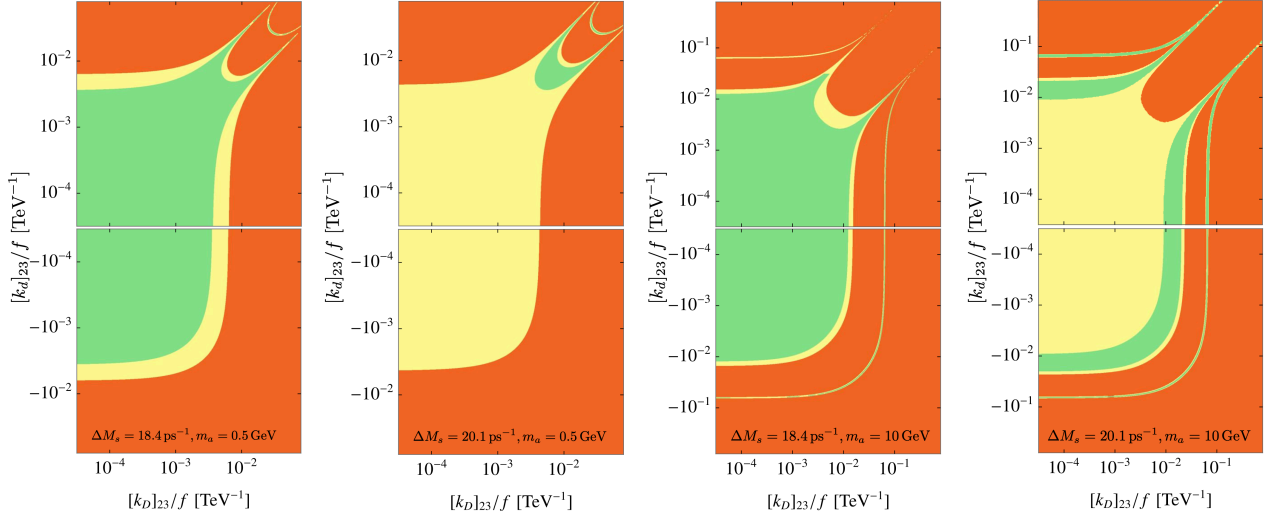 [k_d]_{23}/f [TeV^{−1}]
10^{−2}
10^{−3}
10^{−4}
−10^{−4}
−10^{−3}
−10^{−2}
ΔM_s = 18.4 ps^{−1}, m_a = 0.5 GeV
10^{−4} 10^{−3} 10^{−2}
[k_D]_{23}/f [TeV^{−1}]
[k_d]_{23}/f [TeV^{−1}]
10^{−2}
10^{−3}
10^{−4}
−10^{−4}
−10^{−3}
−10^{−2}
ΔM_s = 20.1 ps^{−1}, m_a = 0.5 GeV
10^{−4} 10^{−3} 10^{−2}
[k_D]_{23}/f [TeV^{−1}]
[k_d]_{23}/f [TeV^{−1}]
10^{−1}
10^{−2}
10^{−3}
10^{−4}
−10^{−4}
−10^{−3}
−10^{−2}
−10^{−1}
ΔM_s = 18.4 ps^{−1}, m_a = 10 GeV
10^{−4} 10^{−3} 10^{−2} 10^{−1}
[k_D]_{23}/f [TeV^{−1}]
[k_d]_{23}/f [TeV^{−1}]
10^{−1}
10^{−2}
10^{−3}
10^{−4}
−10^{−4}
−10^{−3}
−10^{−2}
−10^{−1}
ΔM_s = 20.1 ps^{−1}, m_a = 10 GeV
10^{−4} 10^{−3} 10^{−2} 10^{−1}
[k_D]_{23}/f [TeV^{−1}]